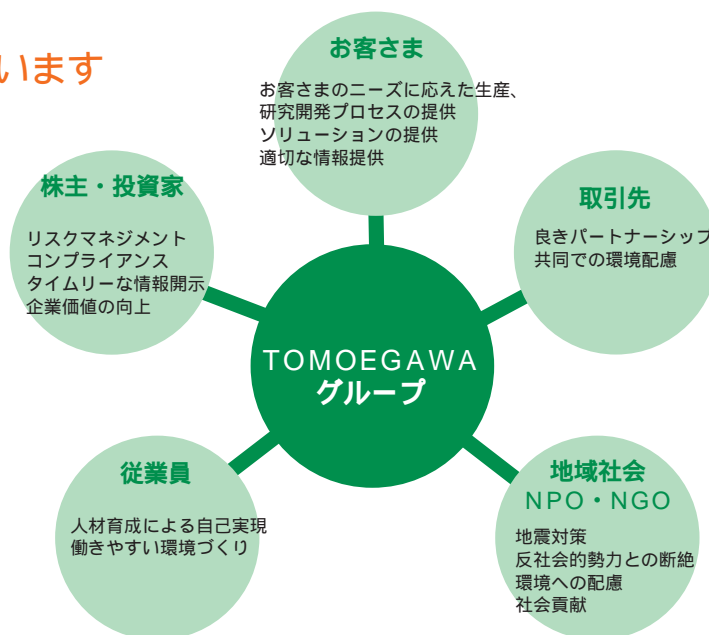 います
お客さま
お客さまのニーズに応えた生産、
研究開発プロセスの提供
ソリューションの提供
適切な情報提供
株主・投資家
リスクマネジメント
コンプライアンス
タイムリーな情報開示
企業価値の向上
取引先
良きパートナーシップ
共同での環境配慮
TOMOEGAWA
グループ
従業員
人材育成による自己実現
働きやすい環境づくり
地域社会
NPO・NGO
地震対策
反社会的勢力との断絶
環境への配慮
社会貢献